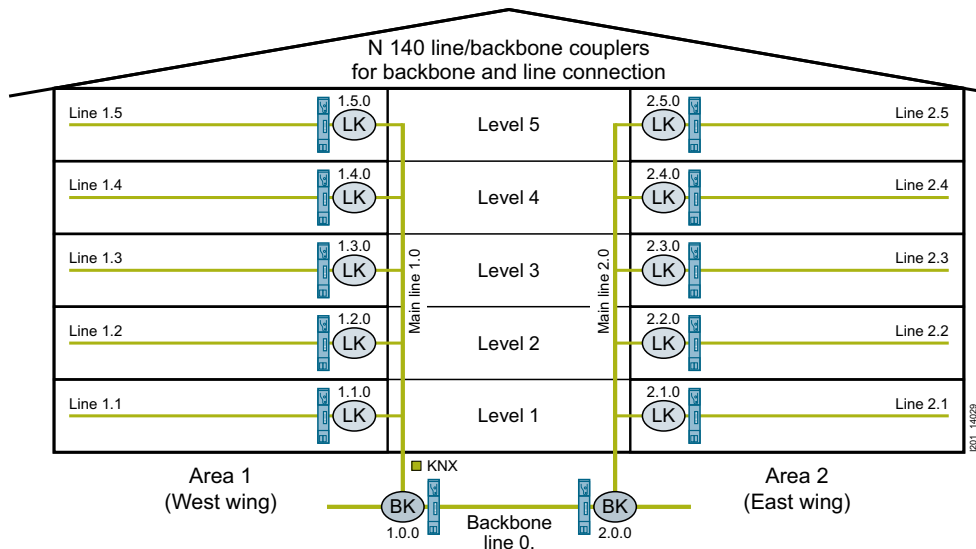 N 140 line/backbone couplers
for backbone and line connection
Line 1.5
1.5.0
LK
Level 5
2.5.0
LK
Line 2.5
Line 1.4
1.4.0
LK
Level 4
2.4.0
LK
Line 2.4
Line 1.3
1.3.0
LK
Level 3
2.3.0
LK
Line 2.3
Main line 1.0
Main line 2.0
Line 1.2
1.2.0
LK
Level 2
2.2.0
LK
Line 2.2
Line 1.1
1.1.0
LK
Level 1
2.1.0
LK
Line 2.1
I201_14029
Area 1
(West wing)
KNX
Area 2
(East wing)
BK
1.0.0
Backbone
line 0.
BK
2.0.0